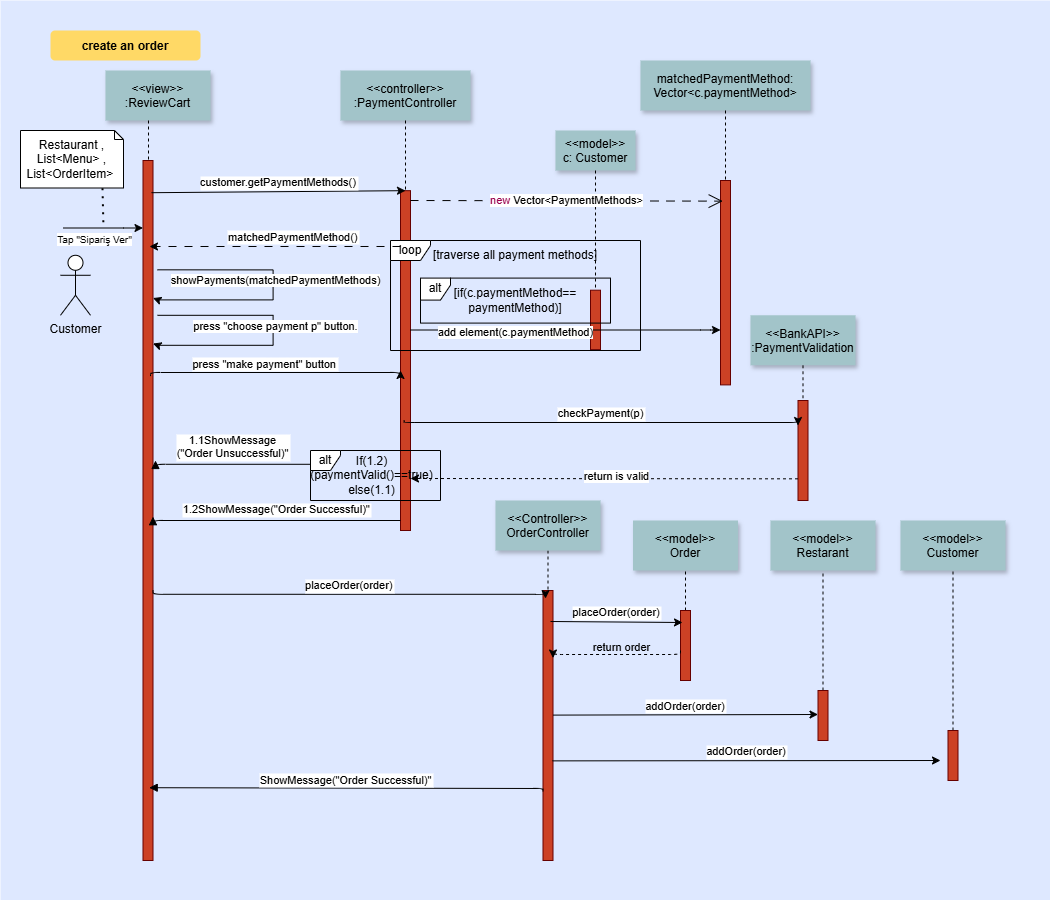 create an order
<<view>>
:ReviewCart
<<controller>>
:PaymentController
matchedPaymentMethod:
Vector<c.paymentMethod>
Restaurant ,
List<Menu> ,
List<OrderItem>
<<model>>
c: Customer
customer.getPaymentMethods()
new Vector<PaymentMethods>
Tap "Sipariş Ver"
matchedPaymentMethod()
loop
[traverse all payment methods]
Customer
showPayments(matchedPaymentMethods)
alt
[if(c.paymentMethod==
paymentMethod)]
press "choose payment p" button.
add element(c.paymentMethod)
<<BankAPI>>
:PaymentValidation
press "make payment" button
checkPayment(p)
1.1ShowMessage
("Order Unsuccessful)"
alt
If(1.2)
(paymentValid()==true)
else(1.1)
return is valid
1.2ShowMessage("Order Successful)"
<<Controller>>
OrderController
<<model>>
Order
<<model>>
Restarant
<<model>>
Customer
placeOrder(order)
placeOrder(order)
return order
addOrder(order)
addOrder(order)
ShowMessage("Order Successful)"